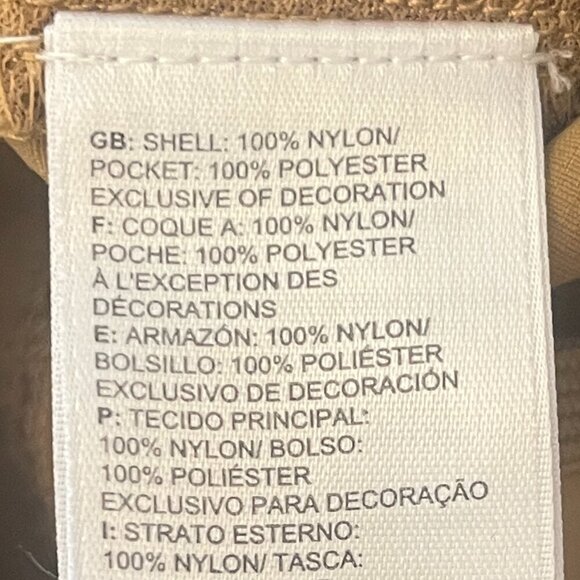 GB: SHELL: 100% NYLON/
POCKET: 100% POLYESTER
EXCLUSIVE OF DECORATION
F: COQUE A: 100% NYLON/
POCHE: 100% POLYESTER
À L'EXCEPTION DES
DÉCORATIONS
E: ARMAZÓN: 100% NYLON/
BOLSILLO: 100% POLIÉSTER
EXCLUSIVO DE DECORACIÓN
P: TECIDO PRINCIPAL:
100% NYLON/ BOLSO:
100% POLIÉSTER
EXCLUSIVO PARA DECORAÇÃO
I: STRATO ESTERNO:
100% NYLON/ TASCA: